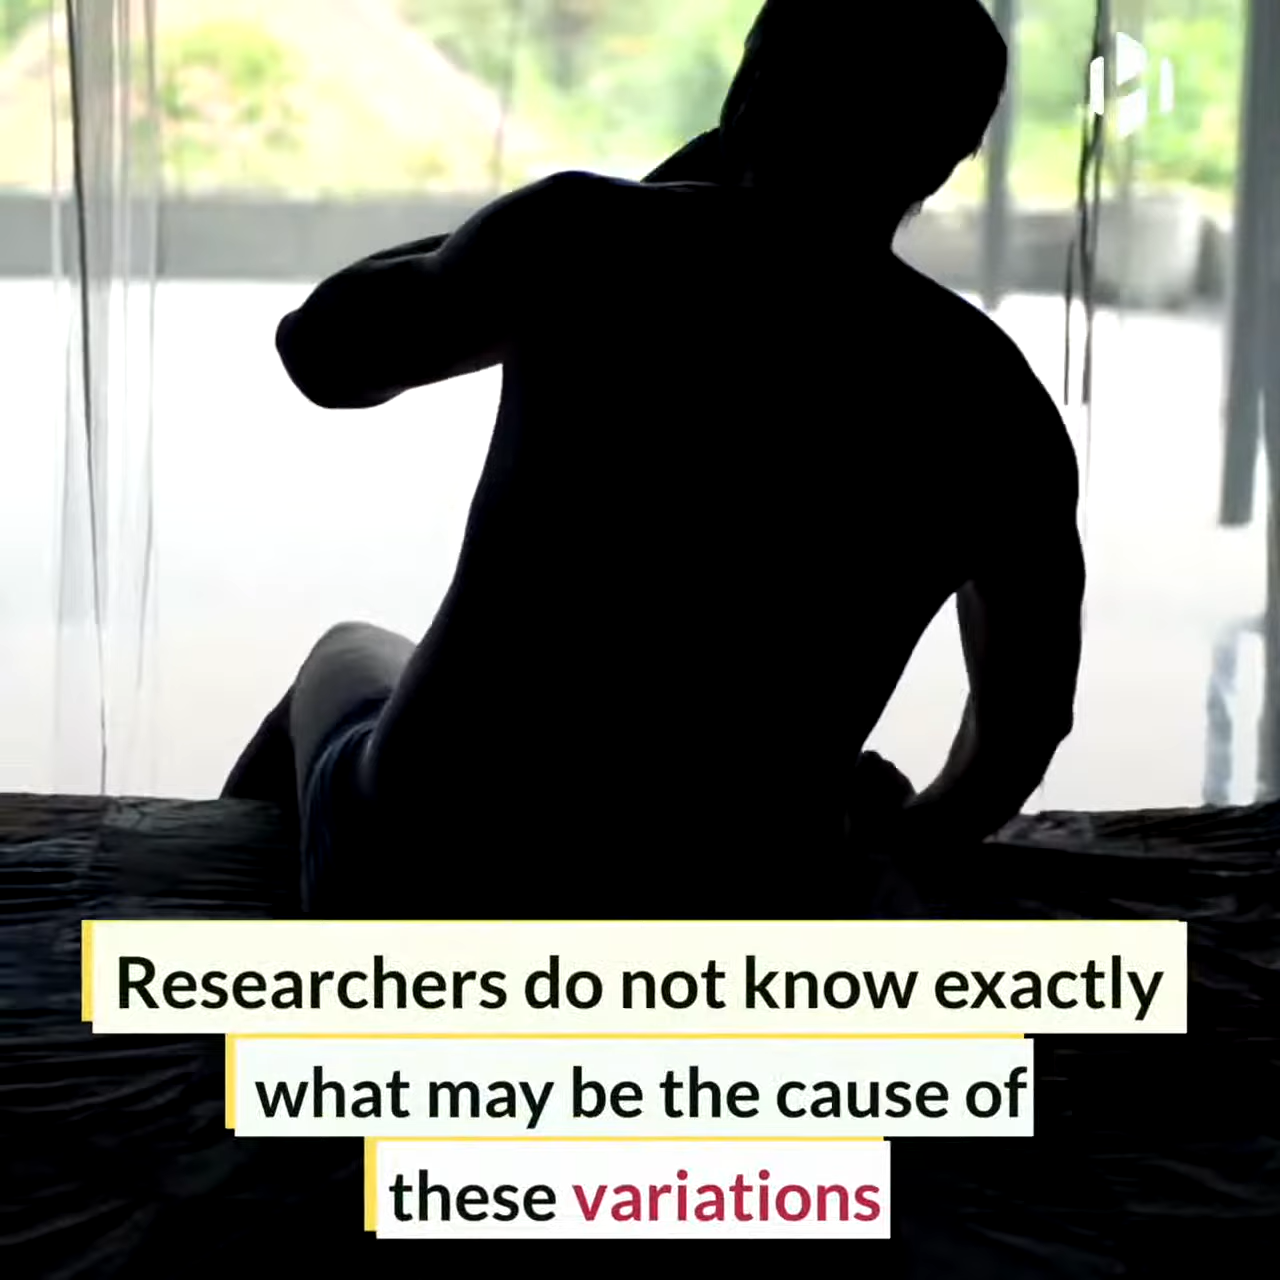 Researchers do not know exactly
what may be the cause of
these variations